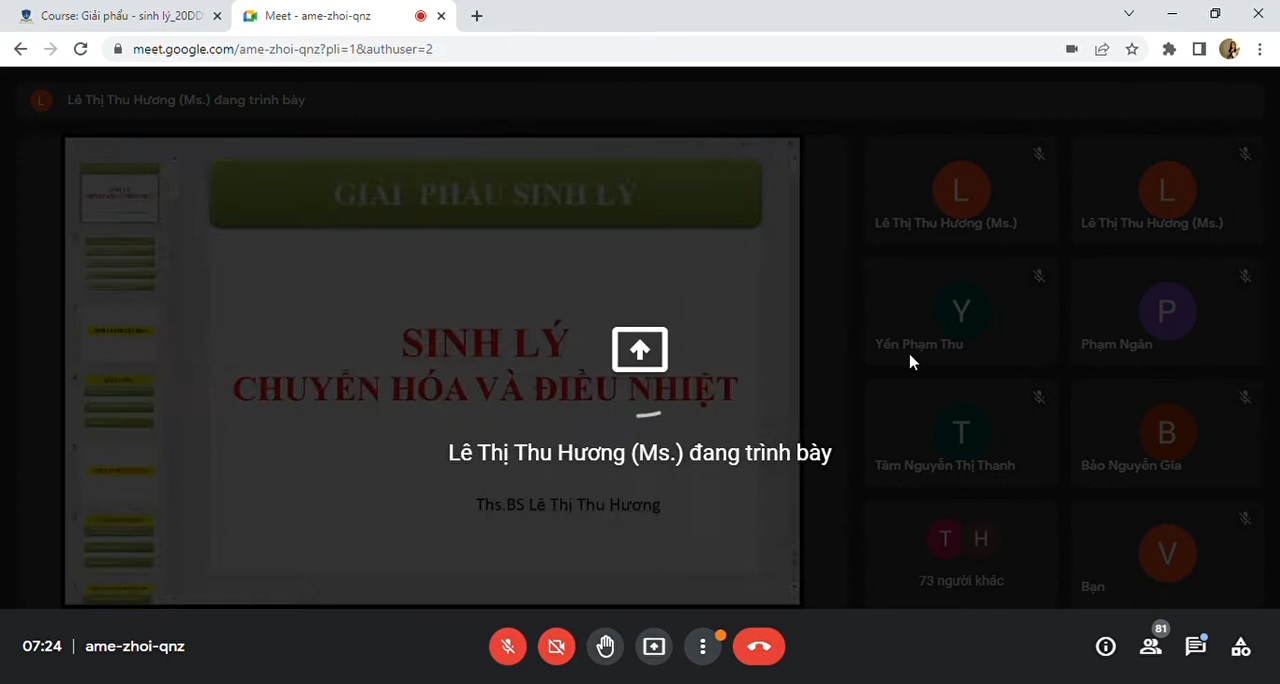 Course: Giải phẩu - sinh lý_20DD
Meet - ame-zhoi-qnz
meet.google.com/ame-zhoi-qnz?pli=1&authuser=2
L
Lê Thị Thu Hương (Ms.) đang trình bày
GIẢI PHẨU SINH LÝ
SINH LÝ
CHUYỂN HÓA VÀ ĐIỀU NHIỆT
Lê Thị Thu Hương (Ms.) đang trình bày
Ths.BS Lê Thị Thu Hương
L
Lê Thị Thu Hương (Ms.)
L
Lê Thị Thu Hương (Ms.)
Y
Yến Phạm Thu
P
Phạm Ngân
T
Tâm Nguyễn Thị Thanh
B
Bảo Nguyễn Gia
T H
73 người khác
V
Bạn
07:24 | ame-zhoi-qnz
81